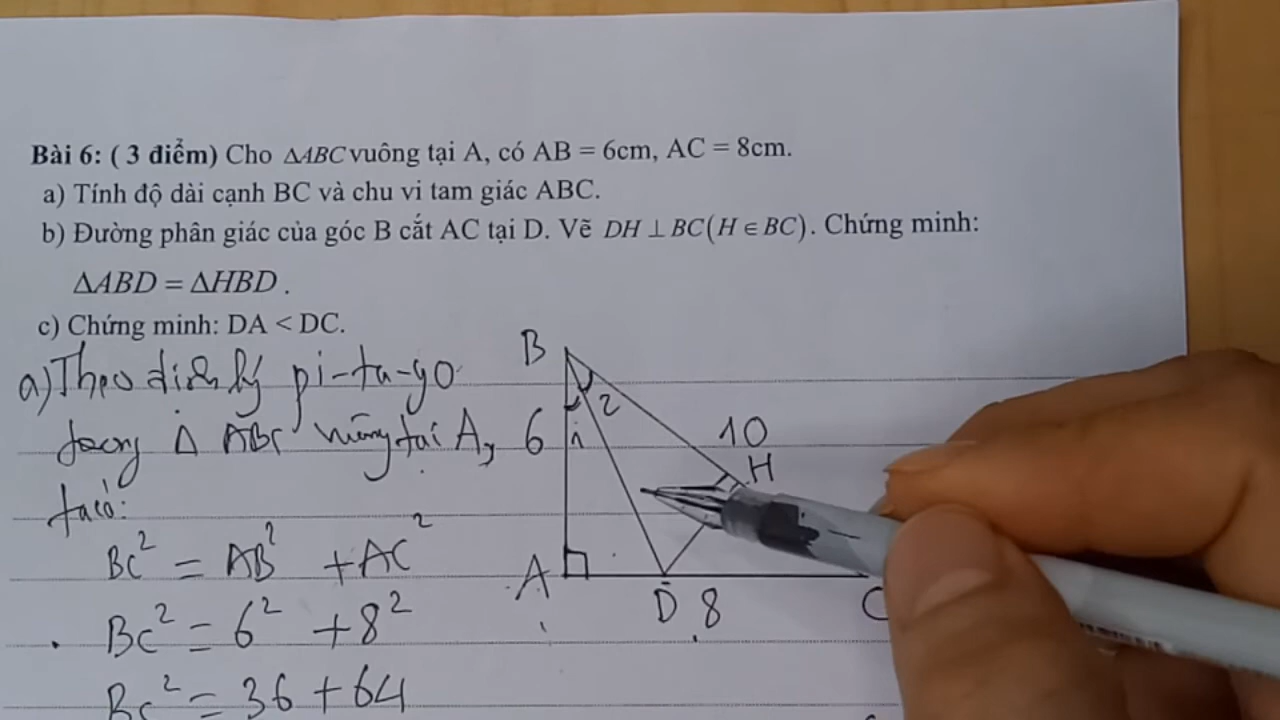 Bài 6: ( 3 điểm) Cho ΔABC vuông tại A, có AB = 6cm, AC = 8cm.
a) Tính độ dài cạnh BC và chu vi tam giác ABC.
b) Đường phân giác của góc B cắt AC tại D. Vẽ DH ⊥ BC(H ∈ BC). Chứng minh:
ΔABD = ΔHBD .
c) Chứng minh: DA < DC.
a) Theo định lý pi-ta-go
trong Δ ABC vuông tại A,
ta có:
BC² = AB² + AC²
BC² = 6² + 8²
BC² = 36 + 64
B
1 2
6
10
H
A
D
8
C